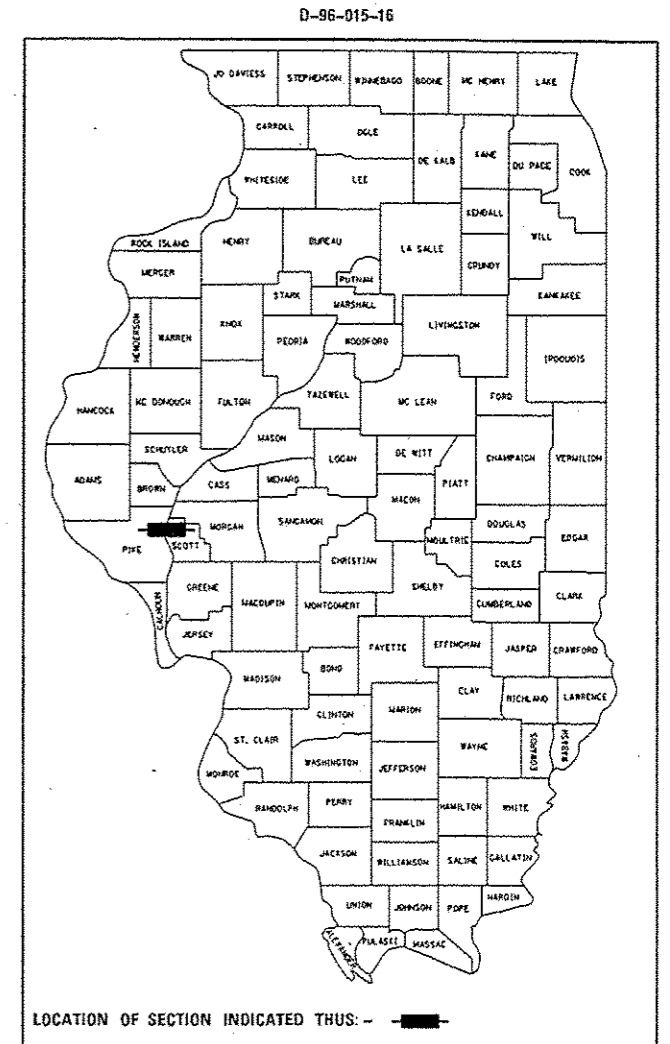 D-96-015-16
JO DAVIESS STEPHENSON WINNEBAGO BOONE MC HENRY LAKE
CARROLL OGLE DE KALB KANE DU PAGE COOK
WHITESIDE LEE
KENDALL WILL
ROCK ISLAND HENRY BUREAU LA SALLE GRUNDY
MERCER PUTNAM
STARK MARSHALL KANKAKEE
HENDERSON WARREN KNOX PEORIA WOODFORD LIVINGSTON IROQUOIS
HANCOCK MC DONOUGH FULTON TAZEWELL MC LEAN FORD
MASON
SCHUYLER LOGAN DE WITT CHAMPAIGN VERMILION
ADAMS BROWN CASS MENARD PIATT
MACON
PIKE SCOTT MORGAN SANGAMON MOULTRIE DOUGLAS EDGAR
CHRISTIAN COLES
CALHOUN GREENE MACOUPIN MONTGOMERY SHELBY CUMBERLAND CLARK
JERSEY
FAYETTE EFFINGHAM JASPER CRAWFORD
MADISON BOND
CLAY RICHLAND LAWRENCE
CLINTON MARION
ST. CLAIR WAYNE EDWARDS WABASH
WASHINGTON JEFFERSON
MONROE
RANDOLPH PERRY HAMILTON WHITE
FRANKLIN
JACKSON WILLIAMSON SALINE GALLATIN
UNION JOHNSON POPE HARDIN
ALEXANDER PULASKI MASSAC
LOCATION OF SECTION INDICATED THUS: -